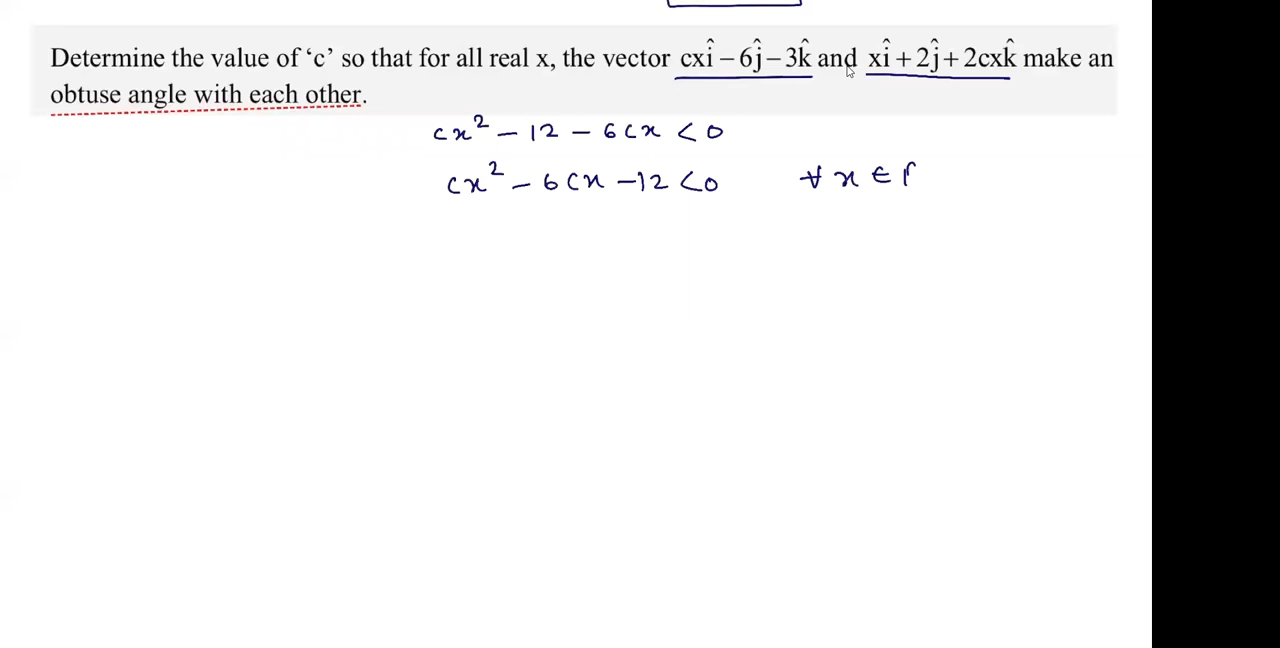 Determine the value of ‘c’ so that for all real x, the vector cxî − 6ĵ − 3k̂ and xî + 2ĵ + 2cxk̂ make an
obtuse angle with each other.
cx² − 12 − 6cx < 0
cx² − 6cx − 12 < 0 ∀ x ∈